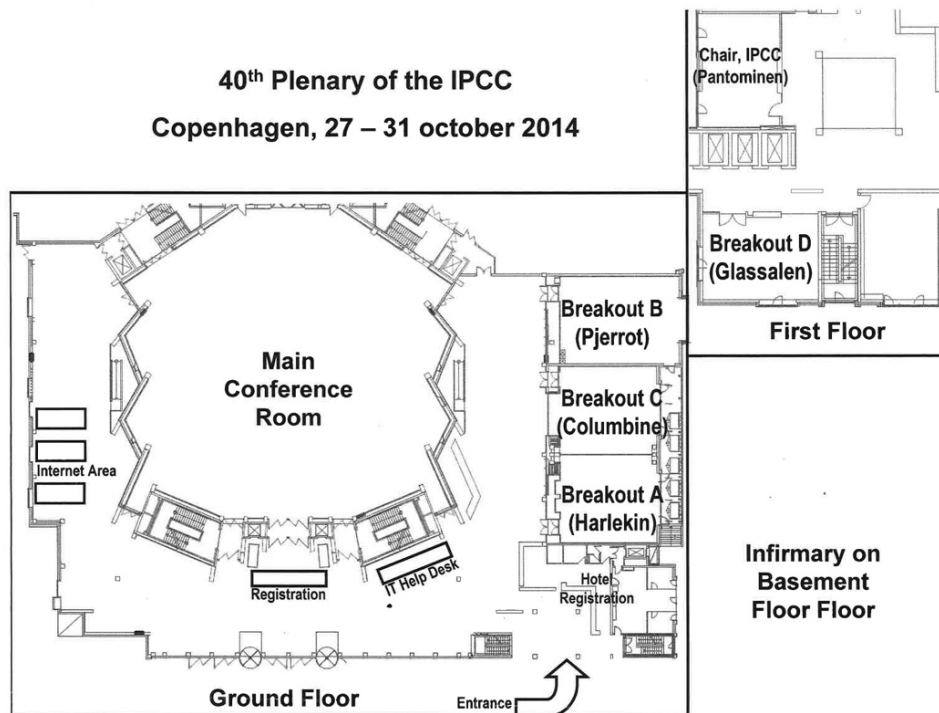 40th Plenary of the IPCC
Copenhagen, 27 – 31 october 2014
Chair, IPCC
(Pantominen)
Breakout D
(Glassalen)
First Floor
Breakout B
(Pjerrot)
Main
Conference
Room
Breakout C
(Columbine)
Internet Area
Breakout A
(Harlekin)
IT Help Desk
Registration
Hotel
Registration
Infirmary on
Basement
Floor Floor
Ground Floor
Entrance